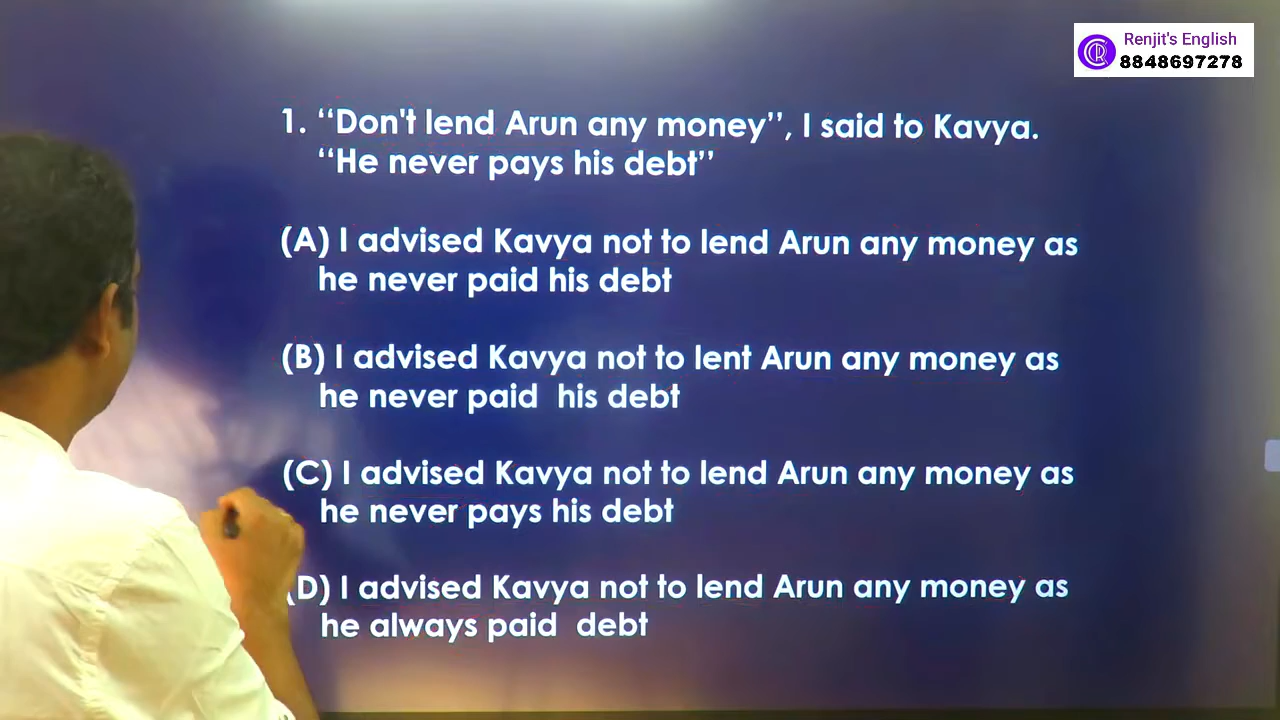 Renjit's English
8848697278
1. ‘‘Don't lend Arun any money’’, I said to Kavya.
‘‘He never pays his debt’’
(A) I advised Kavya not to lend Arun any money as
he never paid his debt
(B) I advised Kavya not to lent Arun any money as
he never paid his debt
(C) I advised Kavya not to lend Arun any money as
he never pays his debt
(D) I advised Kavya not to lend Arun any money as
he always paid debt